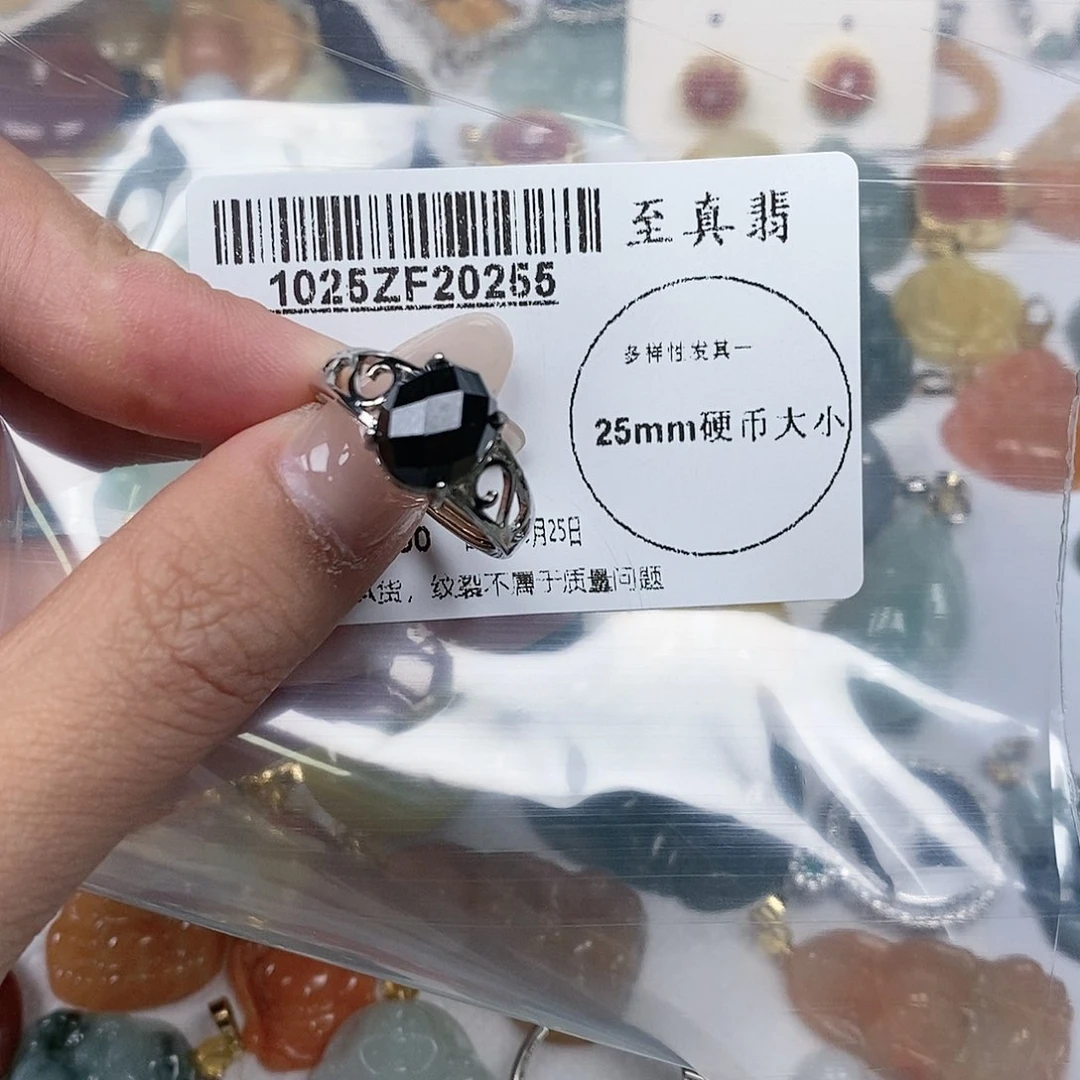 至真翡
1025ZF20255
多样性发其一
25mm硬币大小
月25日
货，纹裂不属于质量问题